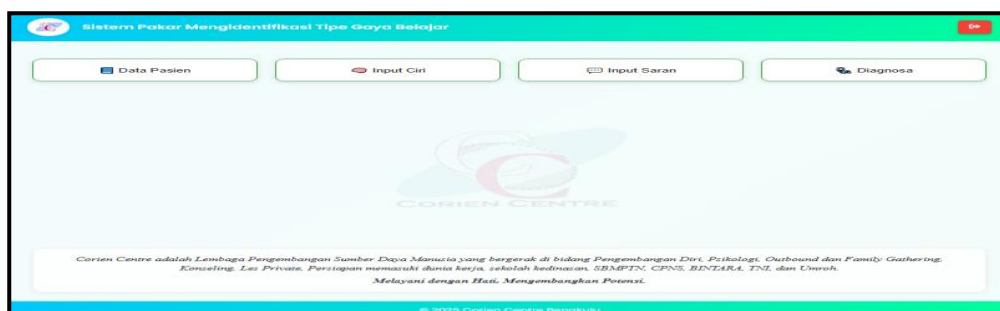 Sistem Pakar Mengidentifikasi Tipe Gaya Belajar
Data Pasien
Input Ciri
Input Saran
Diagnosa
CORIEN CENTRE
Corien Centre adalah Lembaga Pengembangan Sumber Daya Manusia yang bergerak di bidang Pengembangan Diri, Psikologi, Outbound dan Family Gathering,
Konseling, Les Private, Persiapan memasuki dunia kerja, sekolah kedinasan, SBMPTN, CPNS, BINTARA, TNI, dan Umroh.
Melayani dengan Hati, Mengembangkan Potensi.
© 2025 Corien Centre Bengkulu